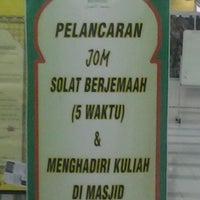 PELANCARAN
JOM
SOLAT BERJEMAAH
(5 WAKTU)
&
MENGHADIRI KULIAH
DI MASJID